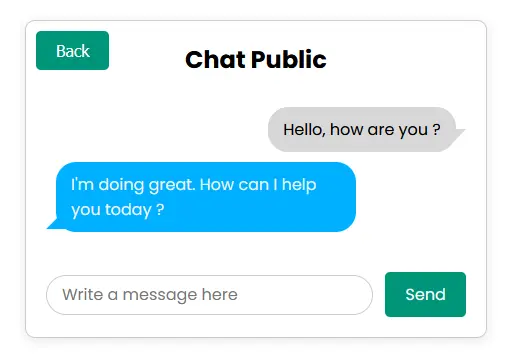 Back
Chat Public
Hello, how are you ?
I'm doing great. How can I help
you today ?
Write a message here
Send